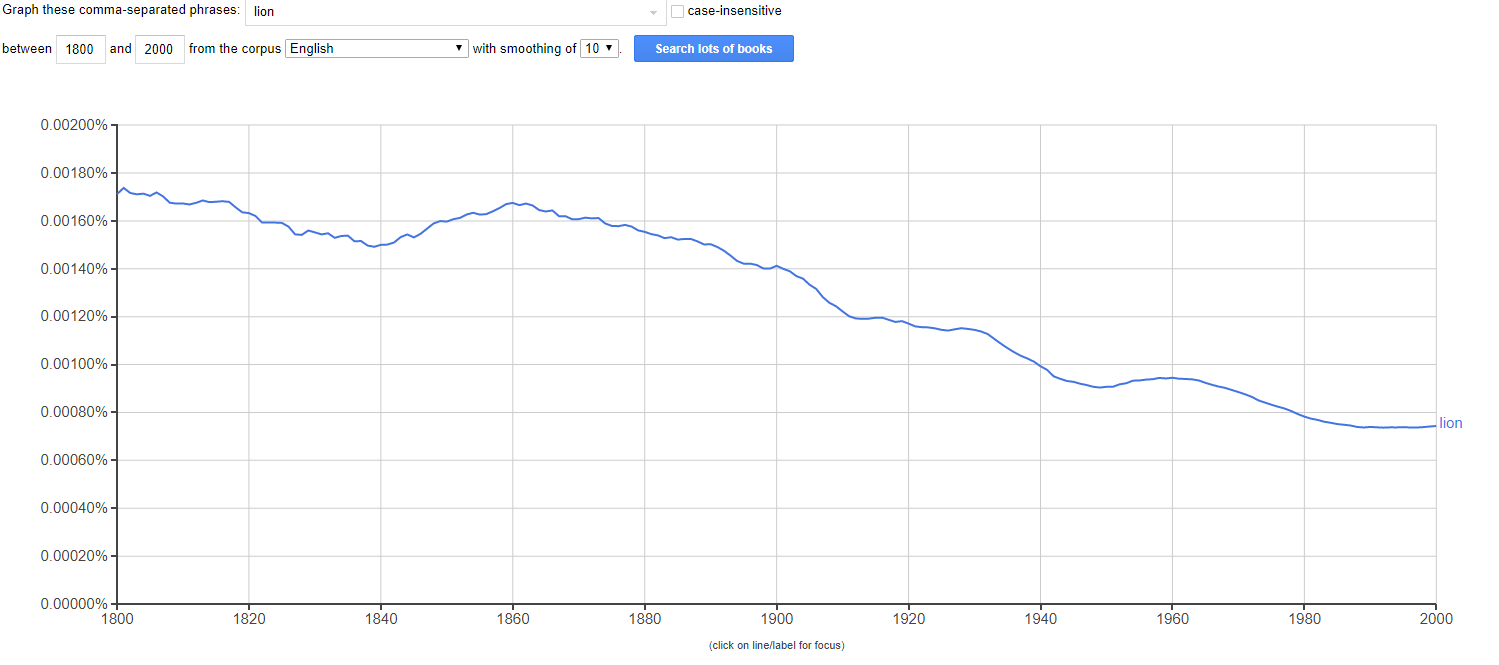 Graph these comma-separated phrases: lion case-insensitive
between 1800 and 2000 from the corpus English with smoothing of 10 . Search lots of books
0.00200%
0.00180%
0.00160%
0.00140%
0.00120%
0.00100%
0.00080%
lion
0.00060%
0.00040%
0.00020%
0.00000%
1800 1820 1840 1860 1880 1900 1920 1940 1960 1980 2000
(click on line/label for focus)